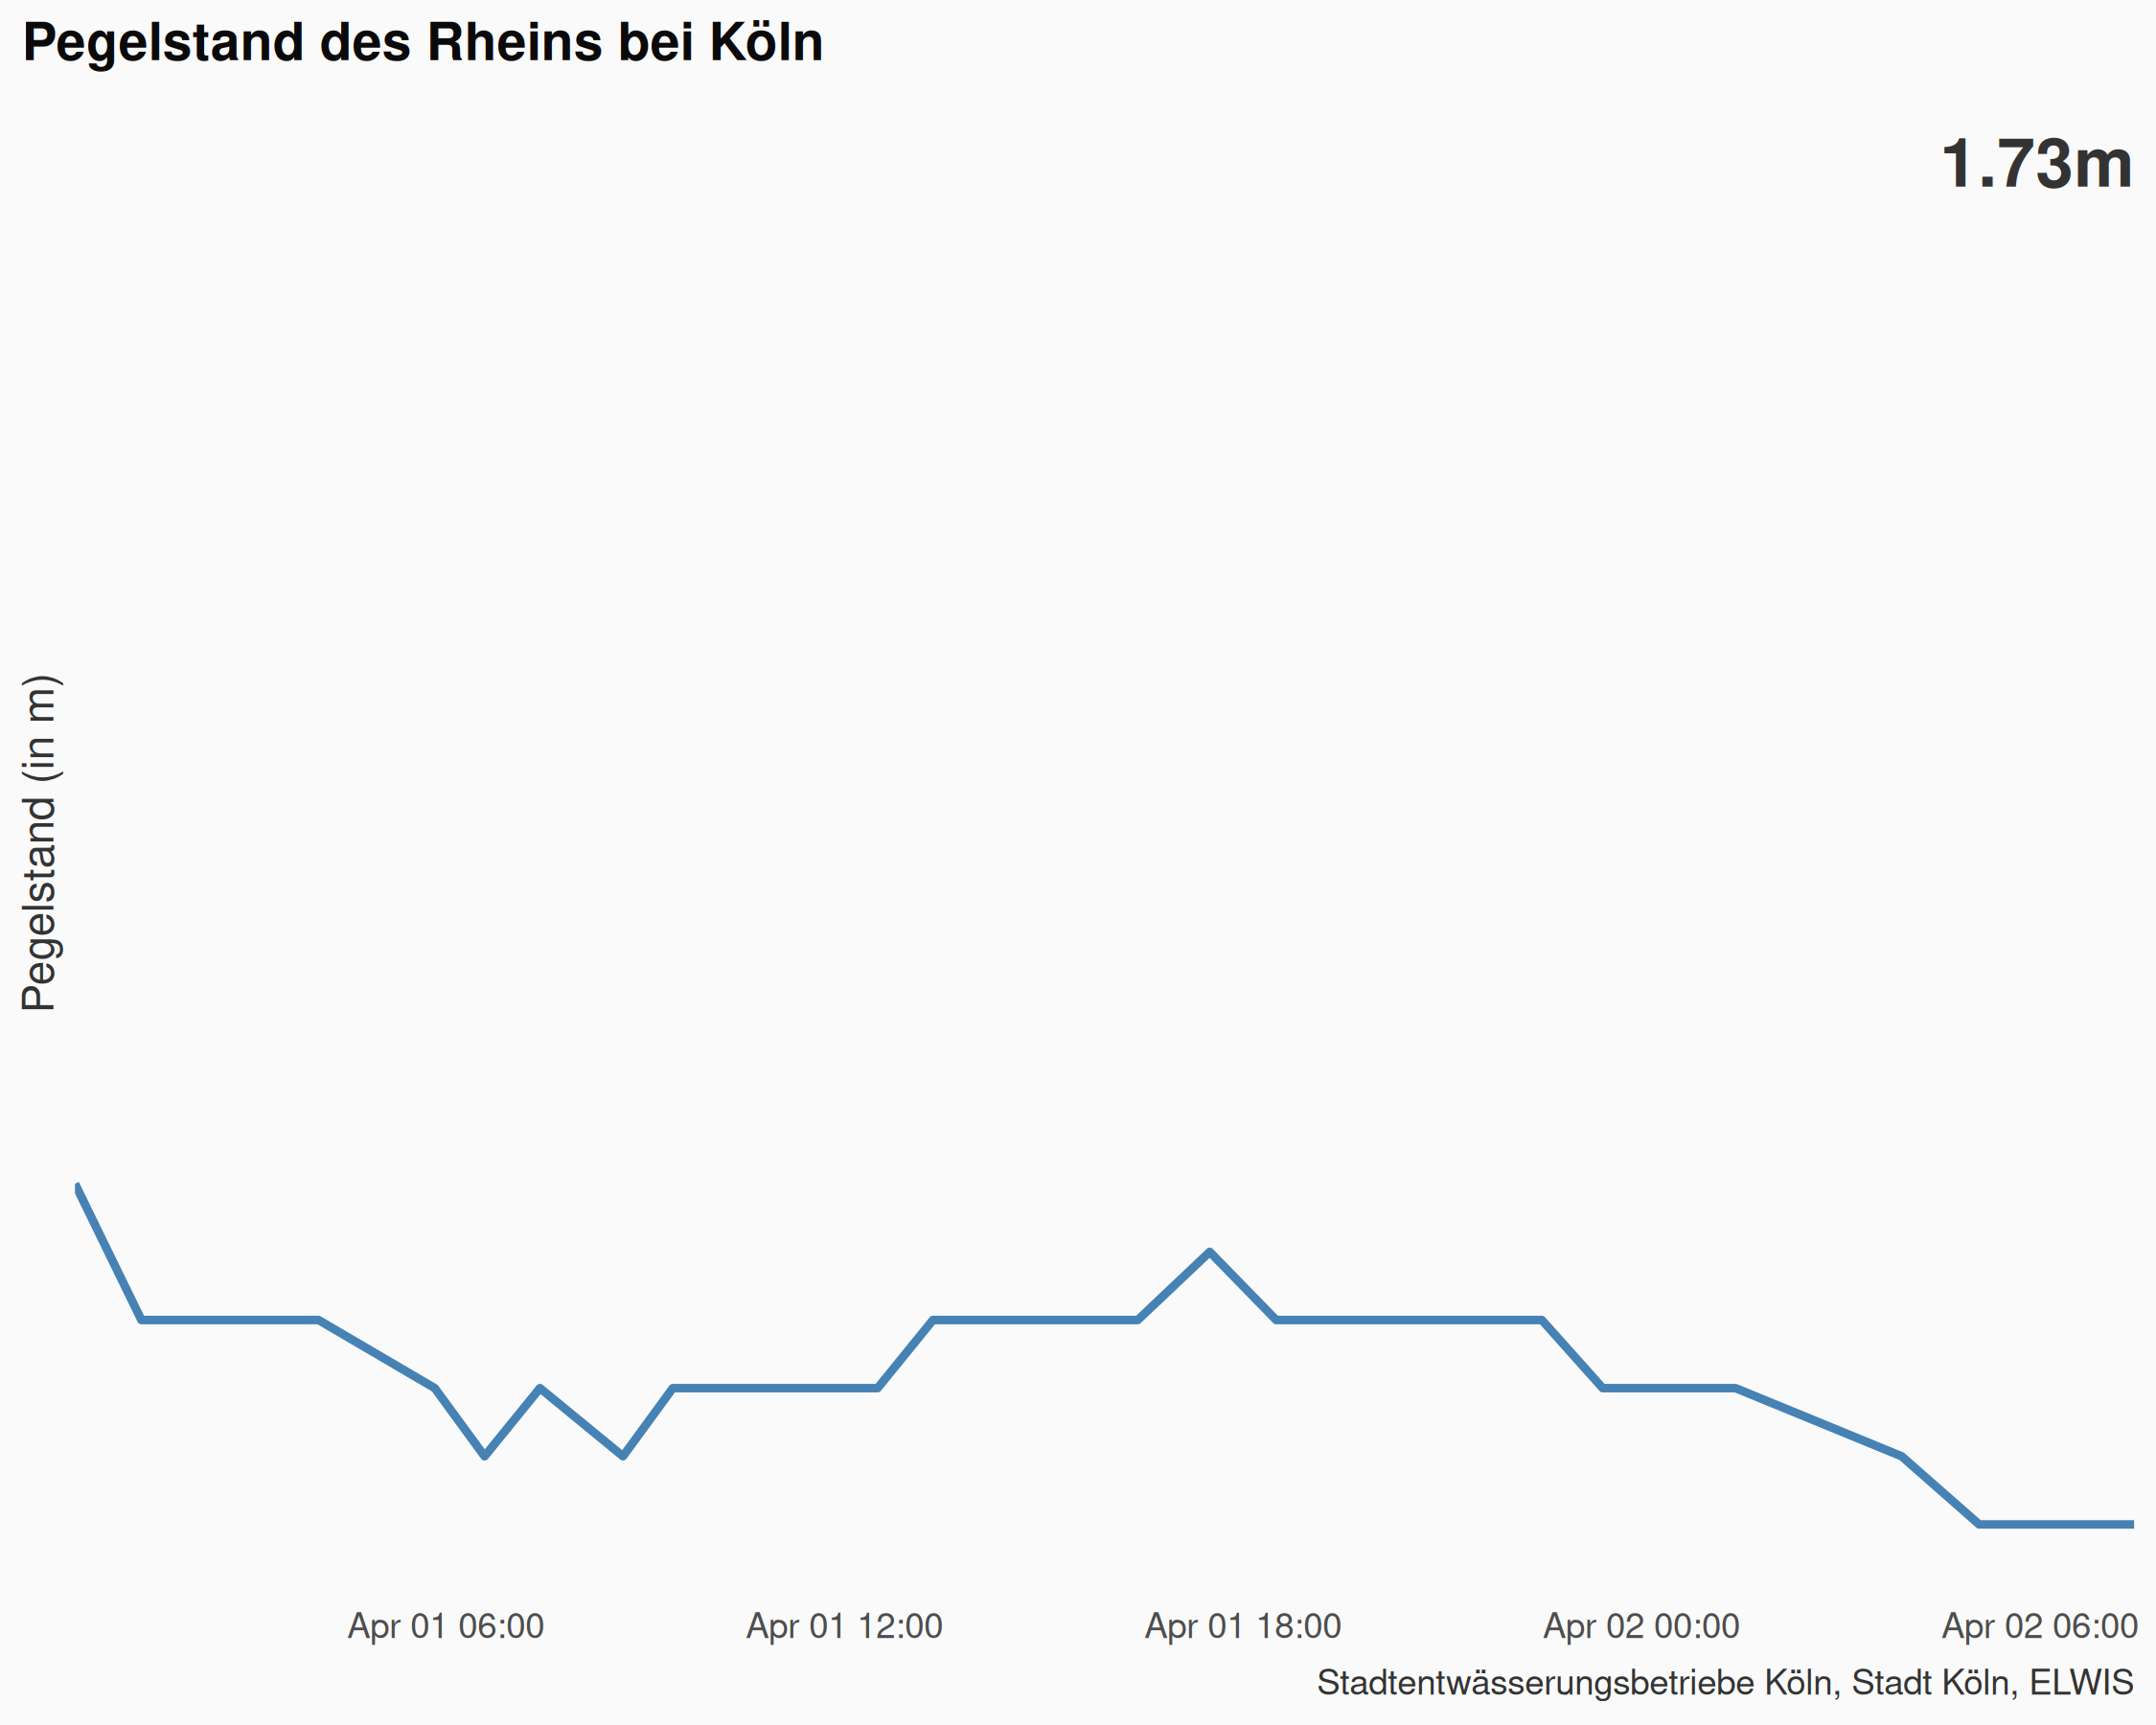 Pegelstand des Rheins bei Köln
1.73m
Pegelstand (in m)
Apr 01 06:00 Apr 01 12:00 Apr 01 18:00 Apr 02 00:00 Apr 02 06:00
Stadtentwässerungsbetriebe Köln, Stadt Köln, ELWIS